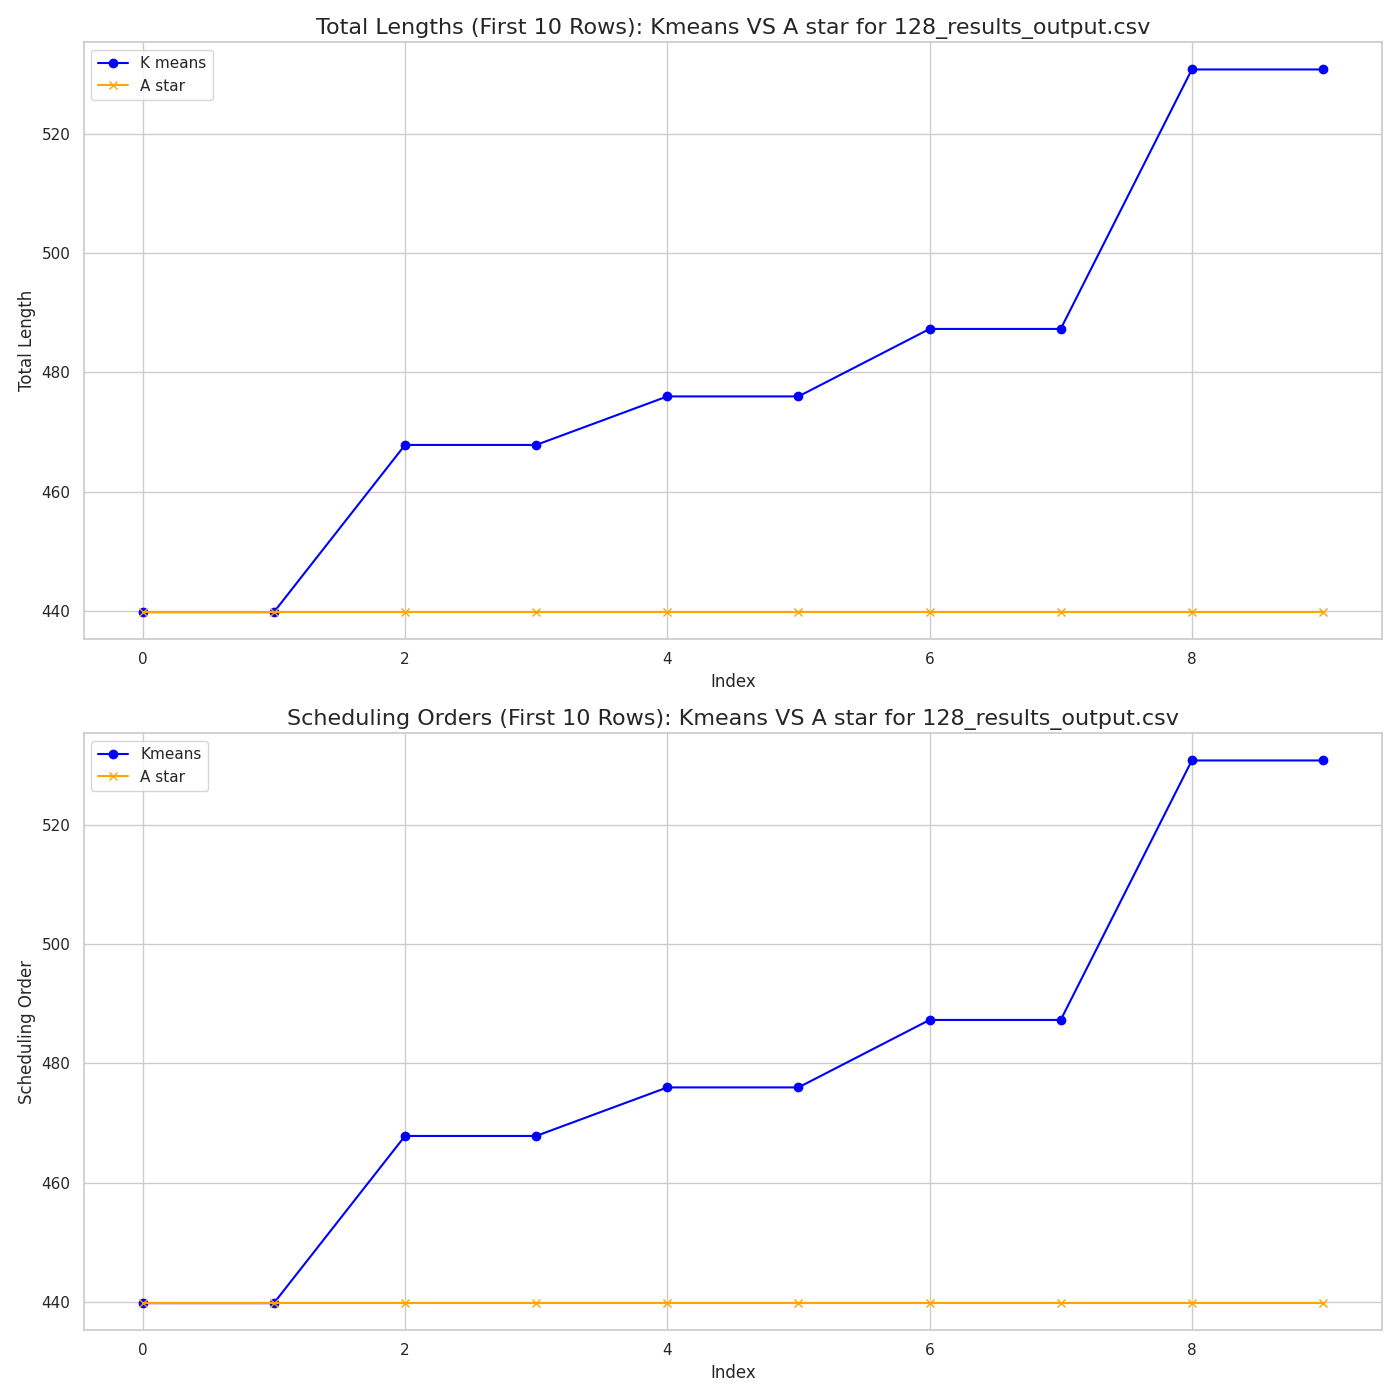 Total Lengths (First 10 Rows): Kmeans VS A star for 128_results_output.csv
K means
A star
520
500
480
460
440
Total Length
0 2 4 6 8
Index
Scheduling Orders (First 10 Rows): Kmeans VS A star for 128_results_output.csv
Kmeans
A star
520
500
480
460
440
Scheduling Order
0 2 4 6 8
Index